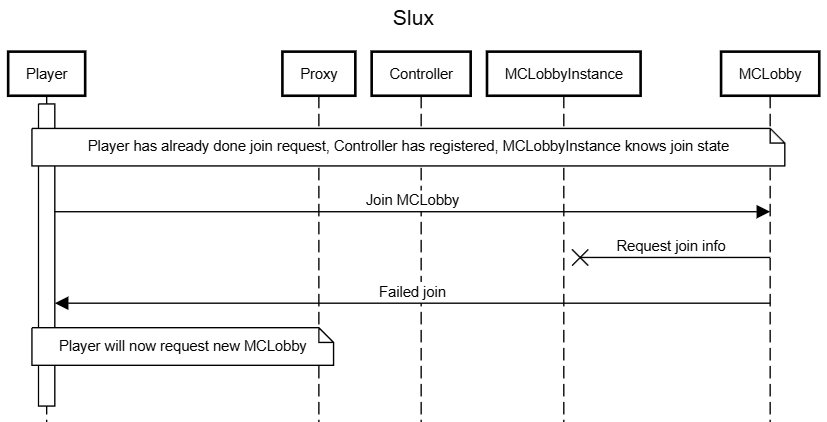 Slux
Player
Proxy
Controller
MCLobbyInstance
MCLobby
Player has already done join request, Controller has registered, MCLobbyInstance knows join state
Join MCLobby
Request join info
Failed join
Player will now request new MCLobby